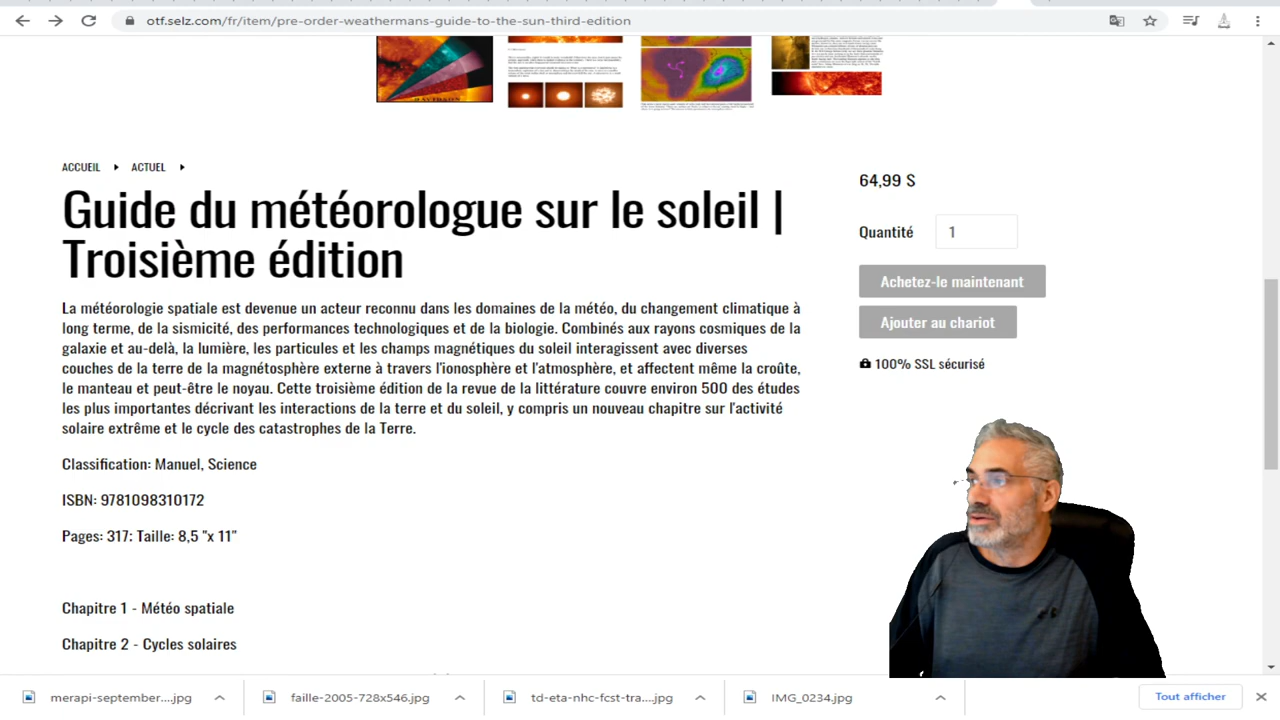 otf.selz.com/fr/item/pre-order-weathermans-guide-to-the-sun-third-edition
DAVIDSON
ACCUEIL ACTUEL
Guide du météorologue sur le soleil |
Troisième édition
La météorologie spatiale est devenue un acteur reconnu dans les domaines de la météo, du changement climatique à
long terme, de la sismicité, des performances technologiques et de la biologie. Combinés aux rayons cosmiques de la
galaxie et au-delà, la lumière, les particules et les champs magnétiques du soleil interagissent avec diverses
couches de la terre de la magnétosphère externe à travers l'ionosphère et l'atmosphère, et affectent même la croûte,
le manteau et peut-être le noyau. Cette troisième édition de la revue de la littérature couvre environ 500 des études
les plus importantes décrivant les interactions de la terre et du soleil, y compris un nouveau chapitre sur l'activité
solaire extrême et le cycle des catastrophes de la Terre.
Classification: Manuel, Science
ISBN: 9781098310172
Pages: 317; Taille: 8,5 "x 11"
Chapitre 1 - Météo spatiale
Chapitre 2 - Cycles solaires
64,99 $
Quantité 1
Achetez-le maintenant
Ajouter au chariot
100% SSL sécurisé
merapi-september....jpg
faille-2005-728x546.jpg
td-eta-nhc-fcst-tra....jpg
IMG_0234.jpg
Tout afficher